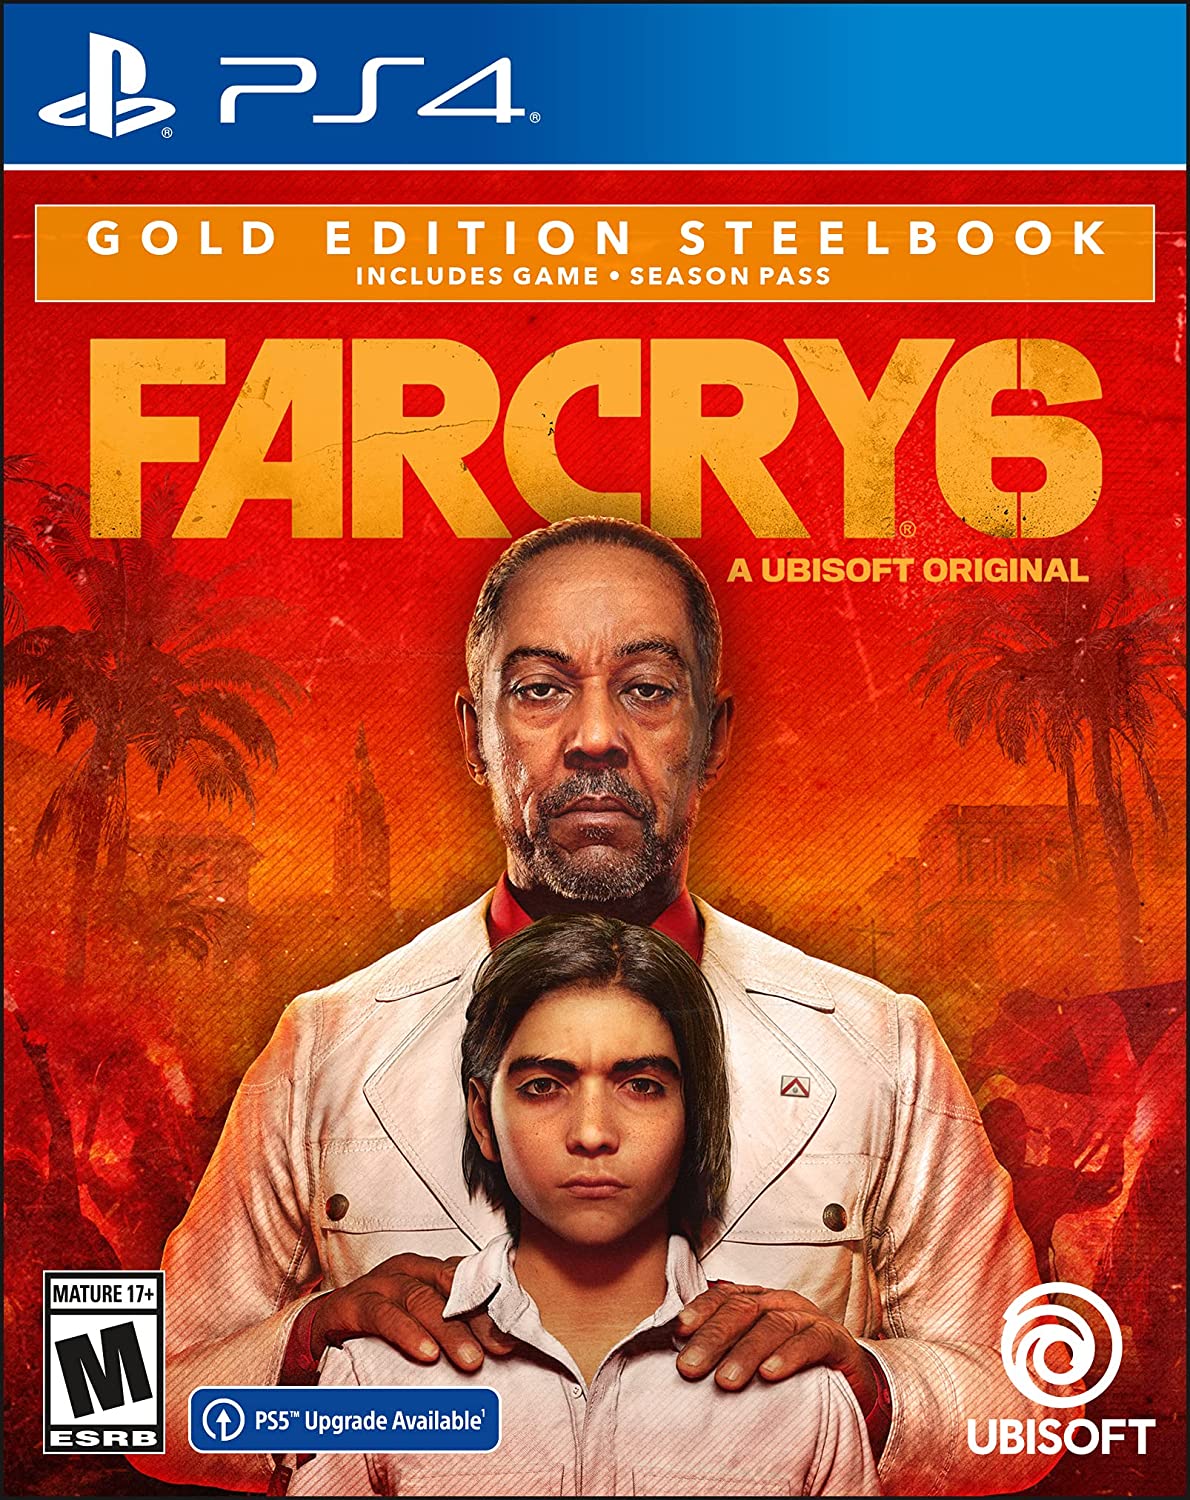 PS4®
GOLD EDITION STEELBOOK
INCLUDES GAME • SEASON PASS
FARCRY6®
A UBISOFT ORIGINAL
MATURE 17+
M
ESRB
PS5™ Upgrade Available¹
UBISOFT